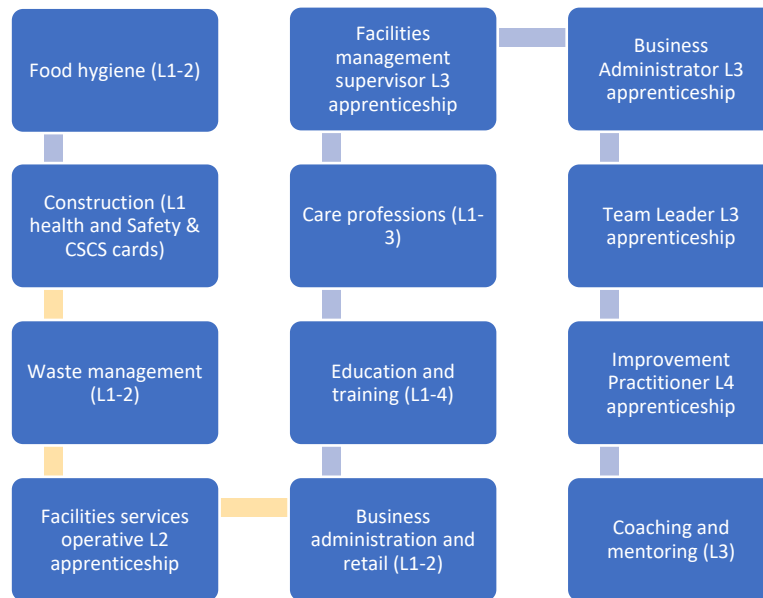 Food hygiene (L1-2)
Construction (L1
health and Safety &
CSCS cards)
Waste management
(L1-2)
Facilities services
operative L2
apprenticeship
Business
administration and
retail (L1-2)
Education and
training (L1-4)
Care professions (L1-
3)
Facilities
management
supervisor L3
apprenticeship
Business
Administrator L3
apprenticeship
Team Leader L3
apprenticeship
Improvement
Practitioner L4
apprenticeship
Coaching and
mentoring (L3)